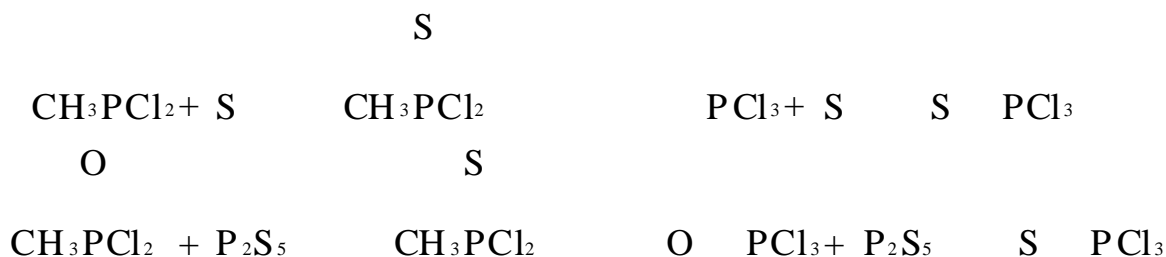 S
CH₃PCl₂ + S CH₃PCl₂ PCl₃ + S S PCl₃
O S
CH₃PCl₂ + P₂S₅ CH₃PCl₂ O PCl₃ + P₂S₅ S PCl₃